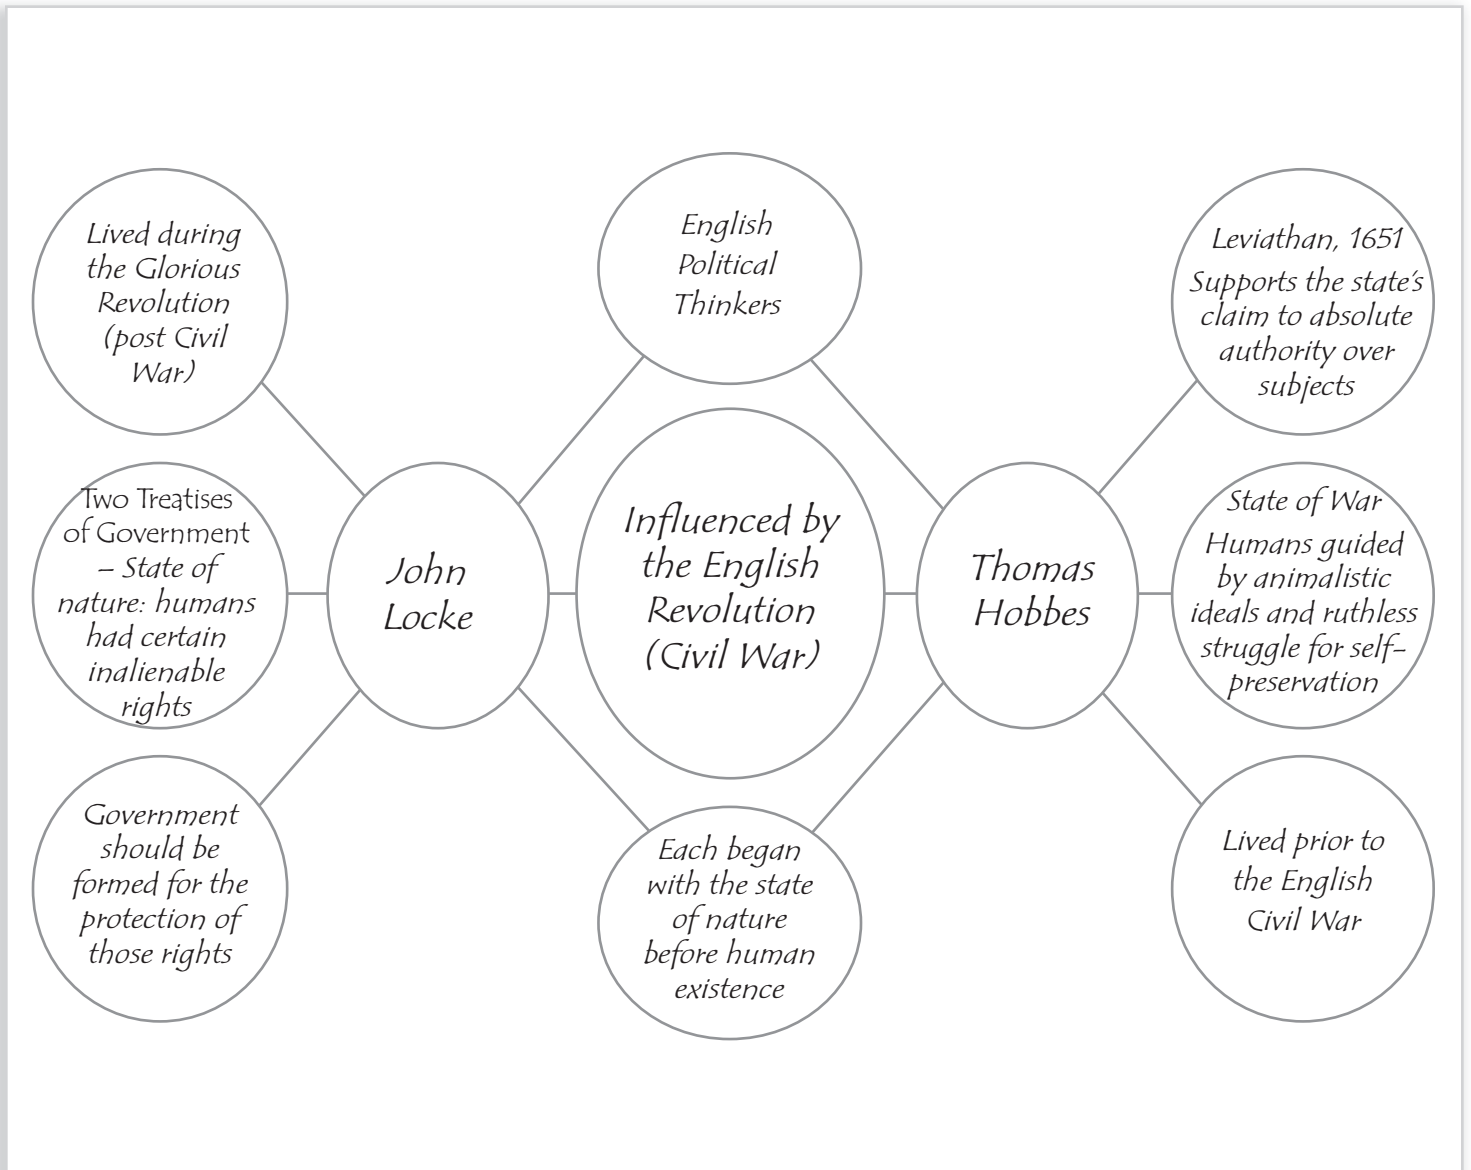 Lived during
the Glorious
Revolution
(post Civil
War)
Two Treatises
of Government
– State of
nature: humans
had certain
inalienable
rights
Government
should be
formed for the
protection of
those rights
John
Locke
English
Political
Thinkers
Influenced by
the English
Revolution
(Civil War)
Each began
with the state
of nature
before human
existence
Thomas
Hobbes
Leviathan, 1651
Supports the state's
claim to absolute
authority over
subjects
State of War
Humans guided
by animalistic
ideals and ruthless
struggle for self–
preservation
Lived prior to
the English
Civil War